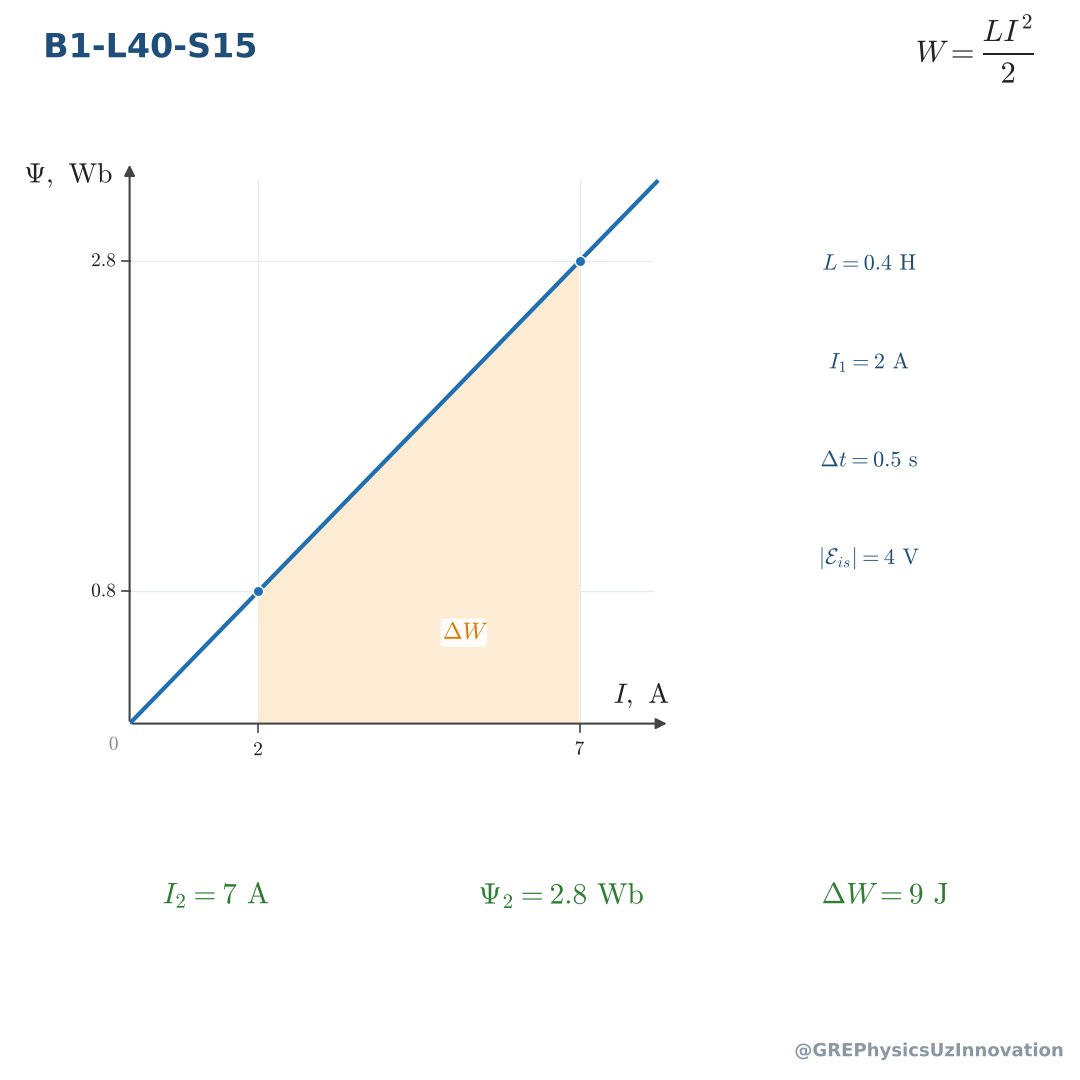 B1-L40-S15
W = LI²/2
Ψ, Wb
2.8
0.8
0
2
7
I, A
ΔW
L = 0.4 H
I₁ = 2 A
Δt = 0.5 s
|ℰᵢₛ| = 4 V
I₂ = 7 A
Ψ₂ = 2.8 Wb
ΔW = 9 J
@GREPhysicsUzInnovation